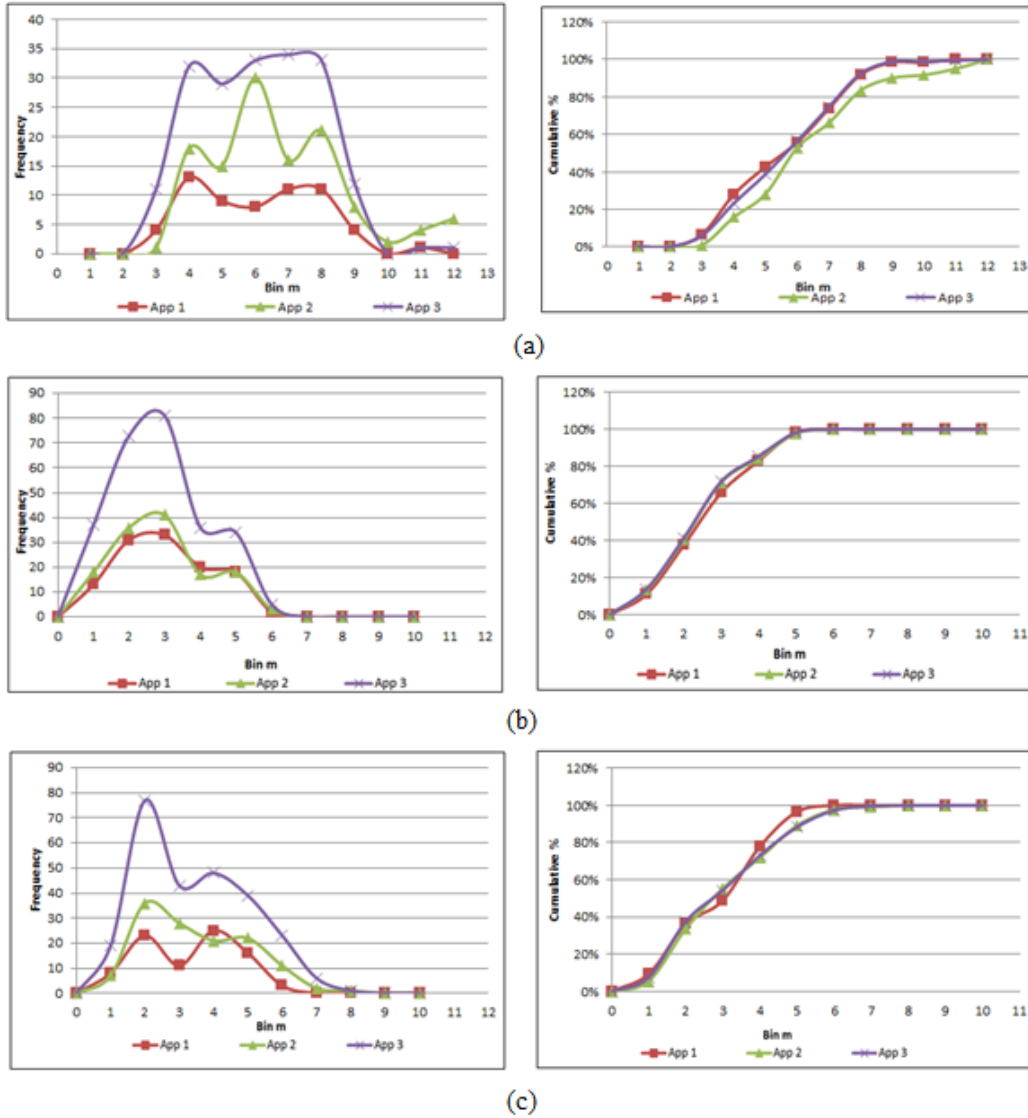 40
35
30
25
20
15
10
5
0
Frequency
0 1 2 3 4 5 6 7 8 9 10 11 12 13
Bin m
App 1 App 2 App 3
120%
100%
80%
60%
40%
20%
0%
Cumulative %
0 1 2 3 4 5 6 7 8 9 10 11 12 13
Bin m
App 1 App 2 App 3
(a)
90
80
70
60
50
40
30
20
10
0
Frequency
0 1 2 3 4 5 6 7 8 9 10 11 12
Bin m
App 1 App 2 App 3
120%
100%
80%
60%
40%
20%
0%
Cumulative %
0 1 2 3 4 5 6 7 8 9 10 11
Bin m
App 1 App 2 App 3
(b)
90
80
70
60
50
40
30
20
10
0
Frequency
0 1 2 3 4 5 6 7 8 9 10 11 12
Bin m
App 1 App 2 App 3
120%
100%
80%
60%
40%
20%
0%
Cumulative %
0 1 2 3 4 5 6 7 8 9 10 11
Bin m
App 1 App 2 App 3
(c)